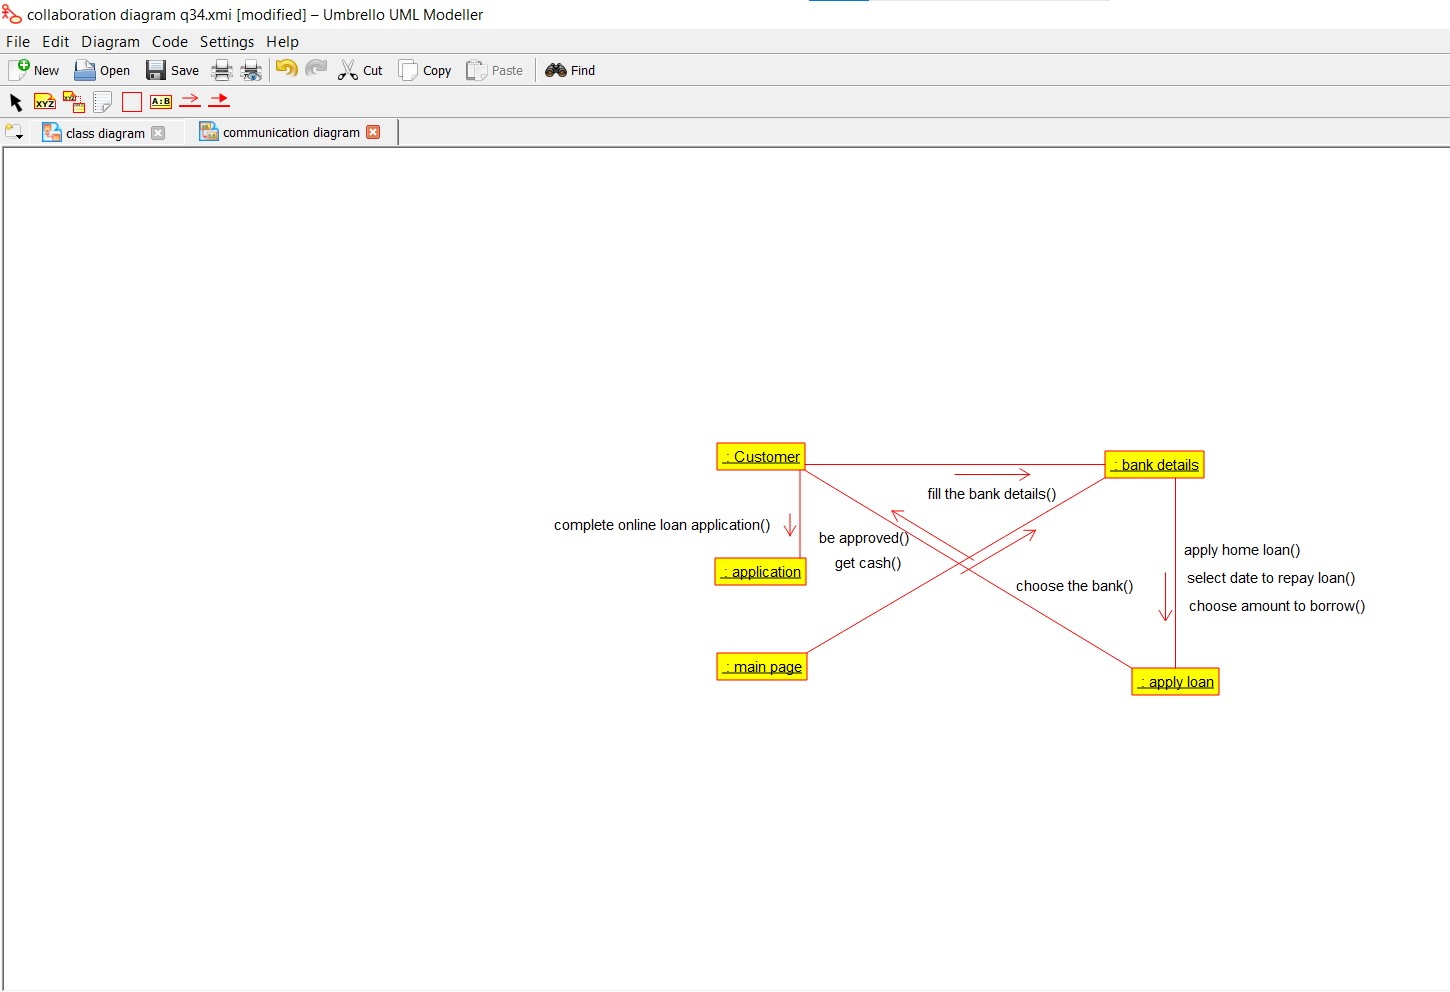 collaboration diagram q34.xmi [modified] – Umbrello UML Modeller
File Edit Diagram Code Settings Help
New Open Save Cut Copy Paste Find
XYZ XYZ A:B
class diagram communication diagram
: Customer
: bank details
fill the bank details()
complete online loan application()
be approved()
get cash()
: application
choose the bank()
apply home loan()
select date to repay loan()
choose amount to borrow()
: main page
: apply loan